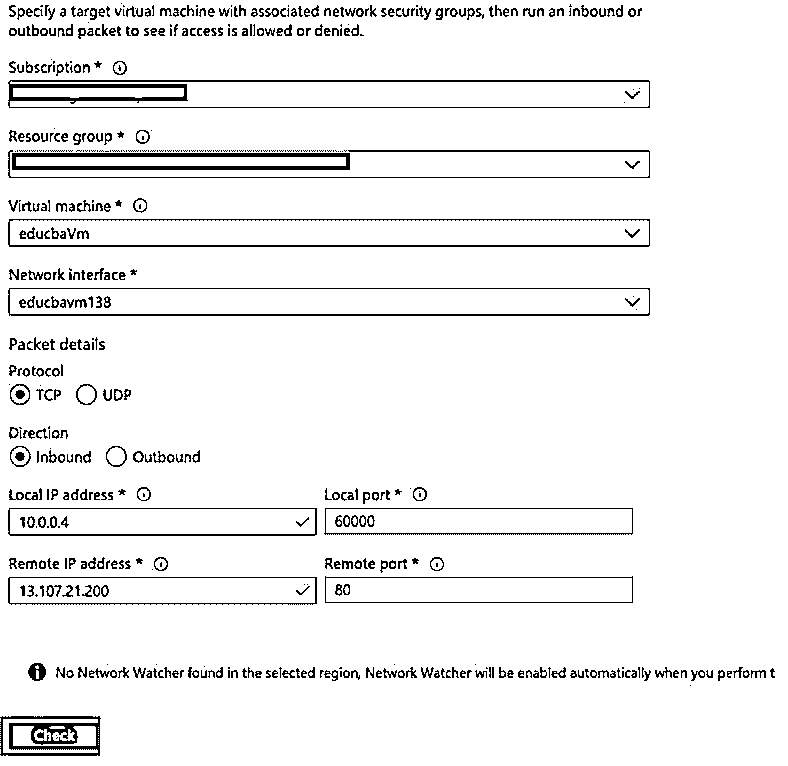 Specify a target virtual machine with associated network security groups, then run an inbound or
outbound packet to see if access is allowed or denied.
Subscription *
Resource group *
Virtual machine *
educbaVm
Network interface *
educbavm138
Packet details
Protocol
TCP UDP
Direction
Inbound Outbound
Local IP address * Local port *
10.0.0.4 60000
Remote IP address * Remote port *
13.107.21.200 80
No Network Watcher found in the selected region, Network Watcher will be enabled automatically when you perform t
Check